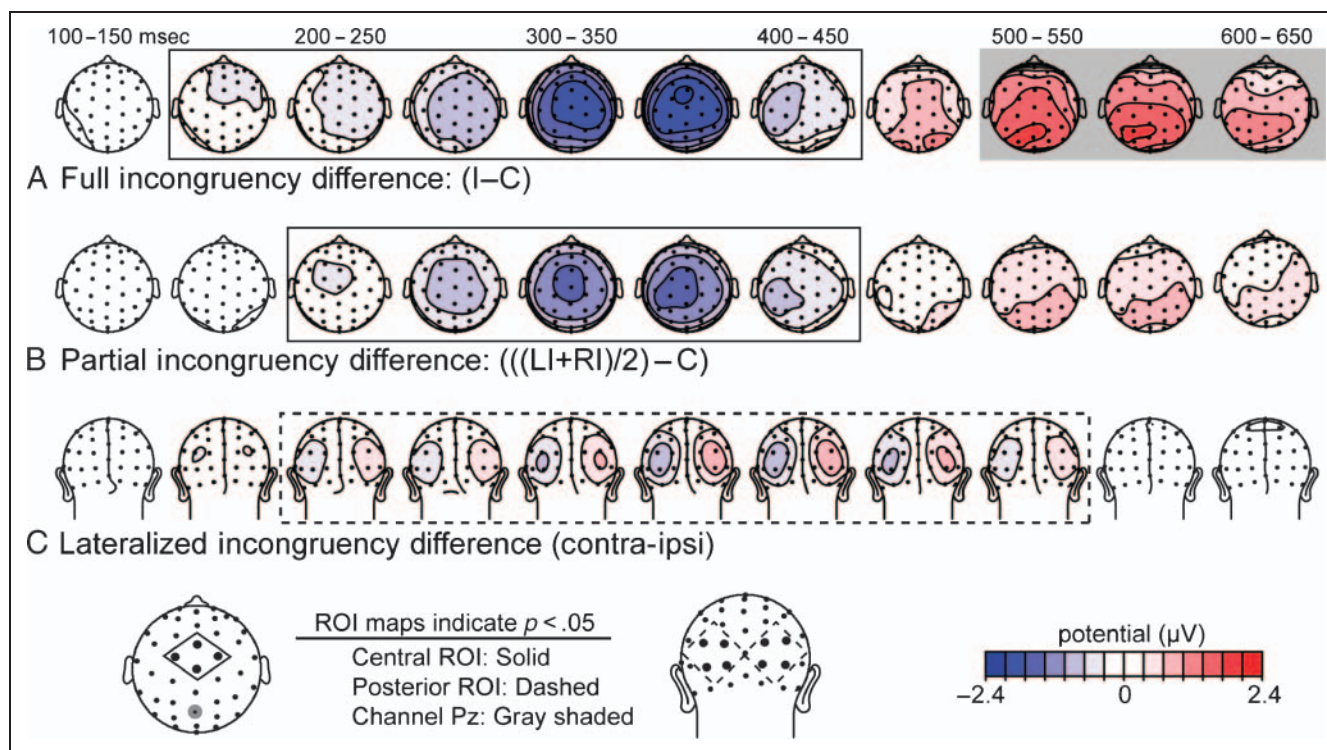 100–150 msec 200–250 300–350 400–450 500–550 600–650
A Full incongruency difference: (I–C)
B Partial incongruency difference: (((LI+RI)/2) – C)
C Lateralized incongruency difference (contra-ipsi)
ROI maps indicate p < .05
Central ROI: Solid
Posterior ROI: Dashed
Channel Pz: Gray shaded
potential (µV)
–2.4 0 2.4